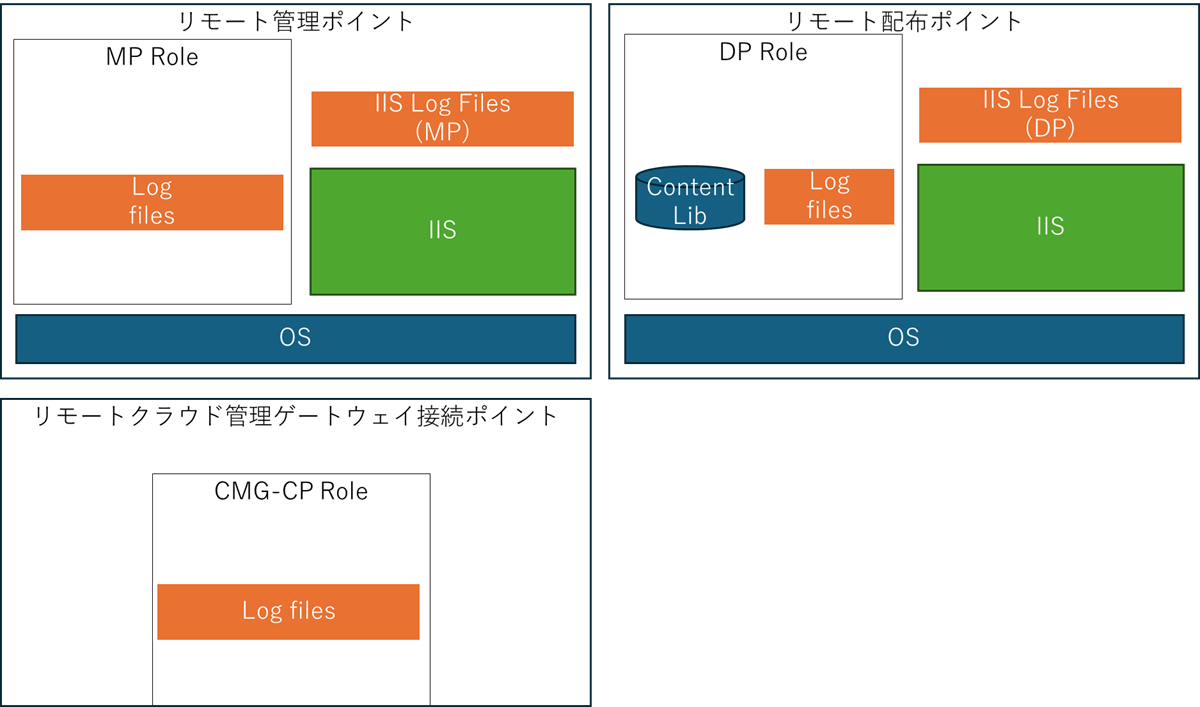 リモート管理ポイント
MP Role
IIS Log Files
(MP)
Log
files
IIS
OS
リモート配布ポイント
DP Role
IIS Log Files
(DP)
Content
Lib
Log
files
IIS
OS
リモートクラウド管理ゲートウェイ接続ポイント
CMG-CP Role
Log files